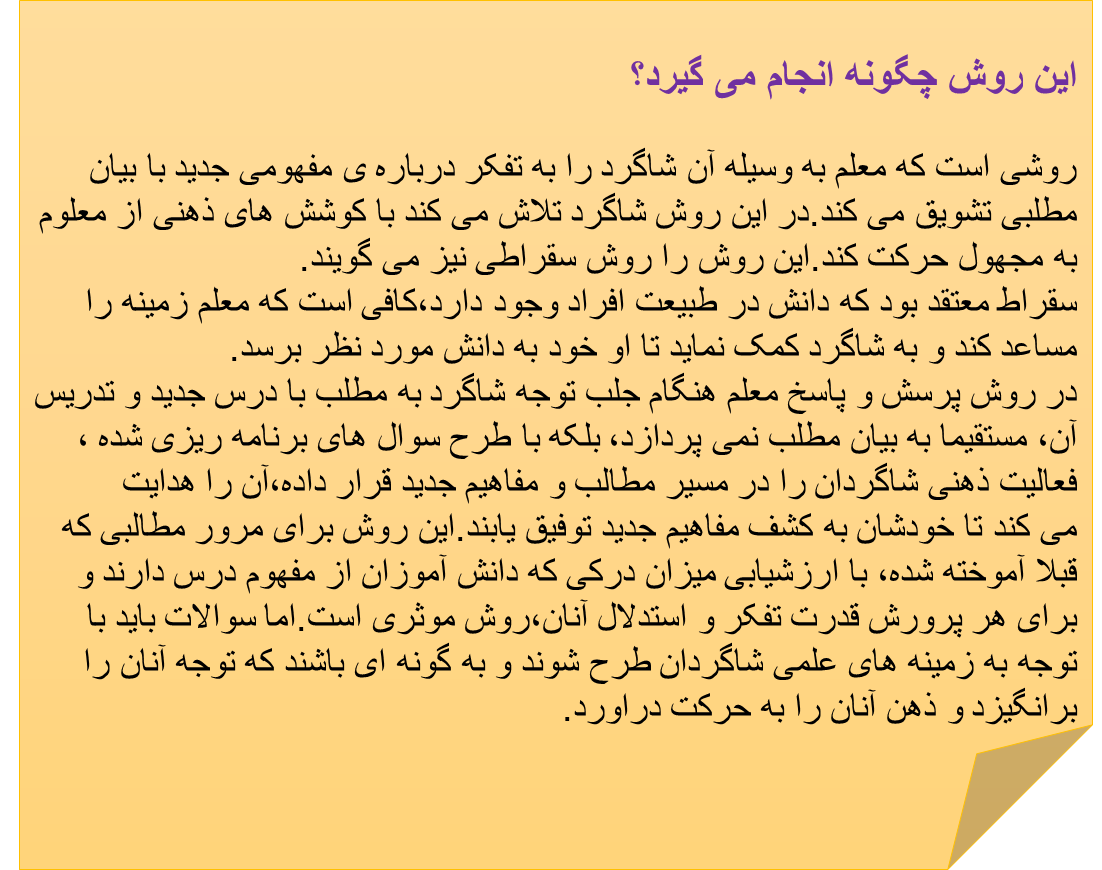 این روش چگونه انجام می گیرد؟
روشی است که معلم به وسیله آن شاگرد را به تفکر درباره ی مفهومی جدید با بیان
مطلبی تشویق می کند.در این روش شاگرد تلاش می کند با کوشش های ذهنی از معلوم
به مجهول حرکت کند.این روش را روش سقراطی نیز می گویند.
سقراط معتقد بود که دانش در طبیعت افراد وجود دارد،کافی است که معلم زمینه را
مساعد کند و به شاگرد کمک نماید تا او خود به دانش مورد نظر برسد.
در روش پرسش و پاسخ معلم هنگام جلب توجه شاگرد به مطلب با درس جدید و تدریس
آن، مستقیما به بیان مطلب نمی پردازد، بلکه با طرح سوال های برنامه ریزی شده ،
فعالیت ذهنی شاگردان را در مسیر مطالب و مفاهیم جدید قرار داده،آن را هدایت
می کند تا خودشان به کشف مفاهیم جدید توفیق یابند.این روش برای مرور مطالبی که
قبلا آموخته شده، با ارزشیابی میزان درکی که دانش آموزان از مفهوم درس دارند و
برای هر پرورش قدرت تفکر و استدلال آنان،روش موثری است.اما سوالات باید با
توجه به زمینه های علمی شاگردان طرح شوند و به گونه ای باشند که توجه آنان را
برانگیزد و ذهن آنان را به حرکت دراورد.